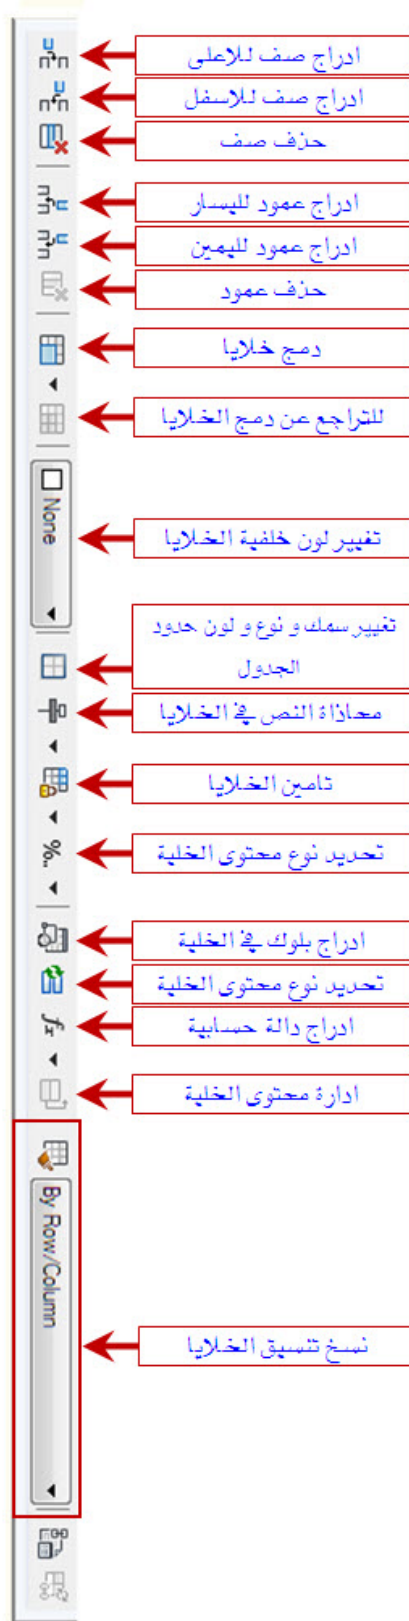 ادراج صف للاعلى
ادراج صف للاسفل
حذف صف
ادراج عمود لليسار
ادراج عمود لليمين
حذف عمود
دمج خلايا
للتراجع عن دمج الخلايا
None
تغيير لون خلفية الخلايا
تغيير سمك و نوع و لون حدود
الجدول
محاذاة النص في الخلايا
تامين الخلايا
%..
تحديد نوع محتوى الخلية
ادراج بلوك في الخلية
تحديد نوع محتوى الخلية
fx
ادراج دالة حسابية
ادارة محتوى الخلية
By Row/Column
نسخ تنسيق الخلايا